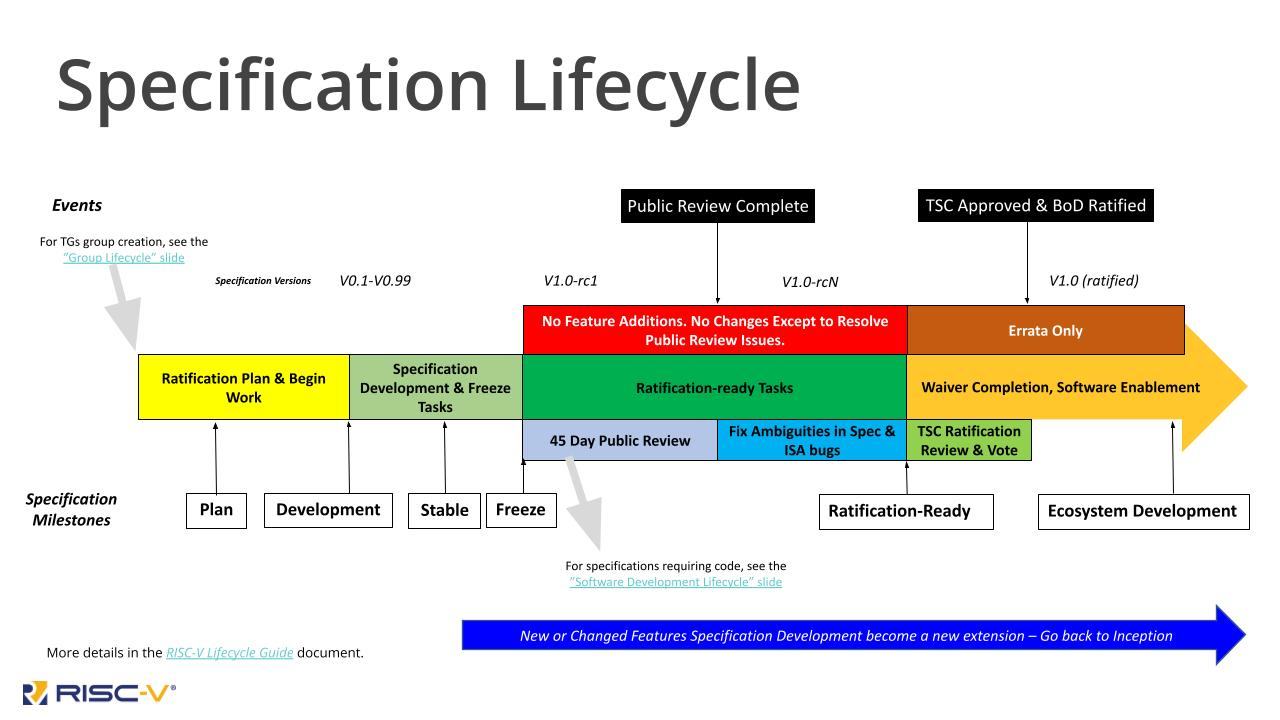 Specification Lifecycle
Events
Public Review Complete
TSC Approved & BoD Ratified
For TGs group creation, see the
"Group Lifecycle" slide
Specification Versions
V0.1-V0.99
V1.0-rc1
V1.0-rcN
V1.0 (ratified)
No Feature Additions. No Changes Except to Resolve
Public Review Issues.
Errata Only
Ratification Plan & Begin
Work
Specification
Development & Freeze
Tasks
Ratification-ready Tasks
Waiver Completion, Software Enablement
45 Day Public Review
Fix Ambiguities in Spec &
ISA bugs
TSC Ratification
Review & Vote
Specification
Milestones
Plan
Development
Stable
Freeze
Ratification-Ready
Ecosystem Development
For specifications requiring code, see the
"Software Development Lifecycle" slide
New or Changed Features Specification Development become a new extension – Go back to Inception
More details in the RISC-V Lifecycle Guide document.
RISC-V®